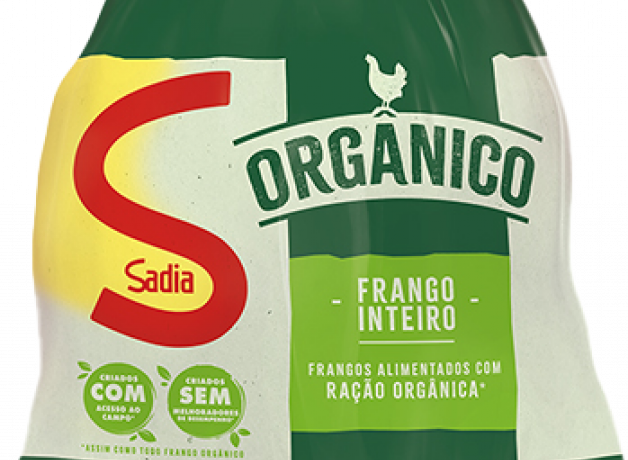 ORGÂNICO
Sadia
- FRANGO -
INTEIRO
FRANGOS ALIMENTADOS COM
RAÇÃO ORGÂNICA*
CRIADOS
COM
ACESSO AO
CAMPO*
CRIADOS
SEM
MELHORADORES
DE DESEMPENHO*
*ASSIM COMO TODO FRANGO ORGÂNICO